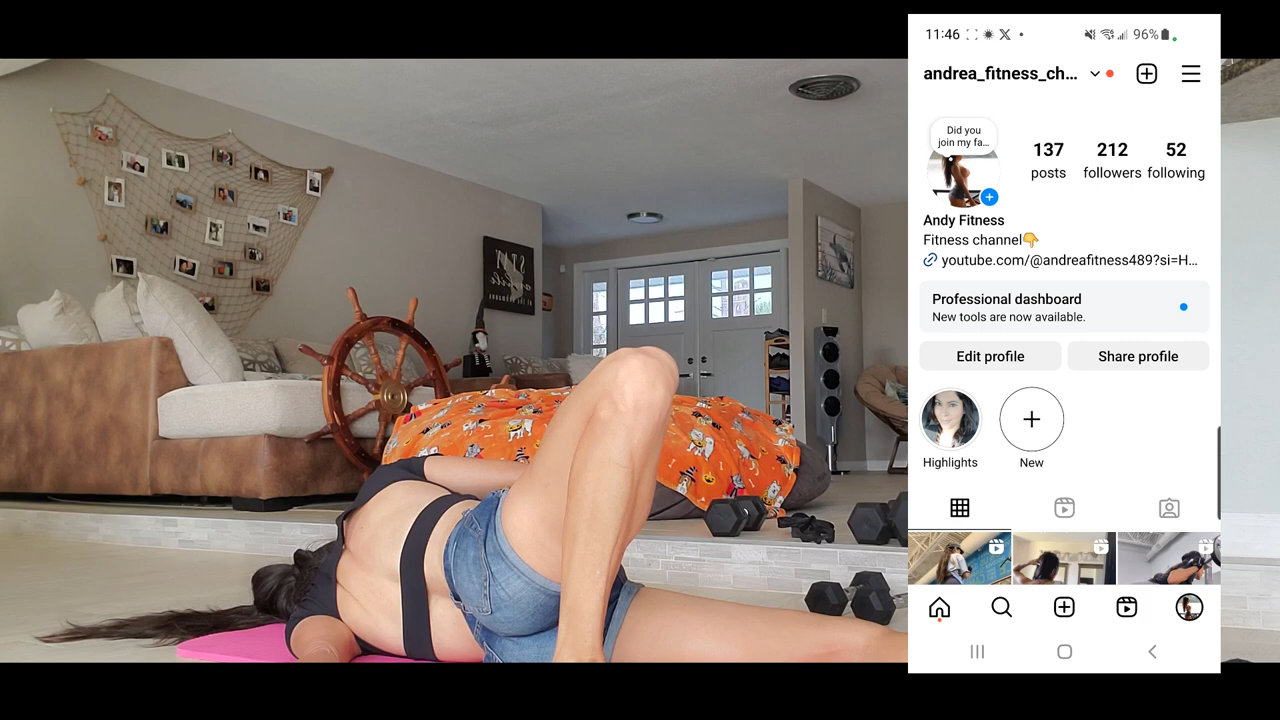 11:46
96%
andrea_fitness_ch...
Did you
join my fa...
137
212
52
posts
followers
following
Andy Fitness
Fitness channel👇
youtube.com/@andreafitness489?si=H...
Professional dashboard
New tools are now available.
Edit profile
Share profile
Highlights
New
STAY